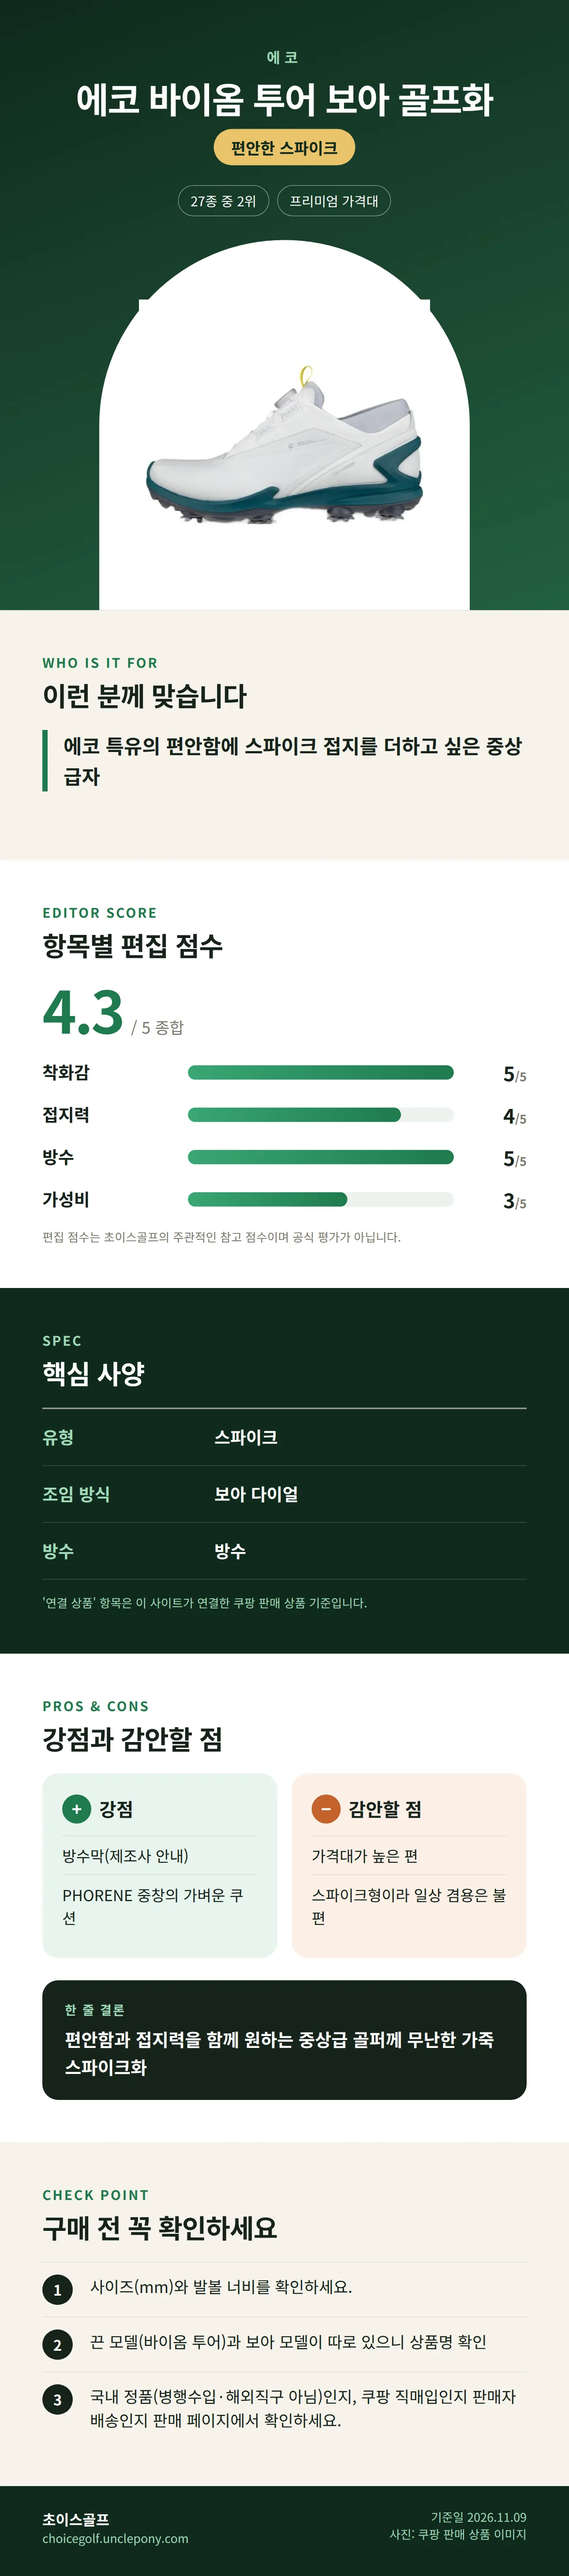 에코
에코 바이옴 투어 보아 골프화
편안한 스파이크
27종 중 2위
프리미엄 가격대
WHO IS IT FOR
이런 분께 맞습니다
에코 특유의 편안함에 스파이크 접지를 더하고 싶은 중상
급자
EDITOR SCORE
항목별 편집 점수
4.3 / 5 종합
착화감 5/5
접지력 4/5
방수 5/5
가성비 3/5
편집 점수는 초이스골프의 주관적인 참고 점수이며 공식 평가가 아닙니다.
SPEC
핵심 사양
유형 스파이크
조임 방식 보아 다이얼
방수 방수
'연결 상품' 항목은 이 사이트가 연결한 쿠팡 판매 상품 기준입니다.
PROS & CONS
강점과 감안할 점
+ 강점
방수막(제조사 안내)
PHORENE 중창의 가벼운 쿠
션
− 감안할 점
가격대가 높은 편
스파이크형이라 일상 겸용은 불
편
한 줄 결론
편안함과 접지력을 함께 원하는 중상급 골퍼께 무난한 가죽
스파이크화
CHECK POINT
구매 전 꼭 확인하세요
1 사이즈(mm)와 발볼 너비를 확인하세요.
2 끈 모델(바이옴 투어)과 보아 모델이 따로 있으니 상품명 확인
3 국내 정품(병행수입·해외직구 아님)인지, 쿠팡 직매입인지 판매자
배송인지 판매 페이지에서 확인하세요.
초이스골프
choicegolf.unclepony.com
기준일 2026.11.09
사진: 쿠팡 판매 상품 이미지